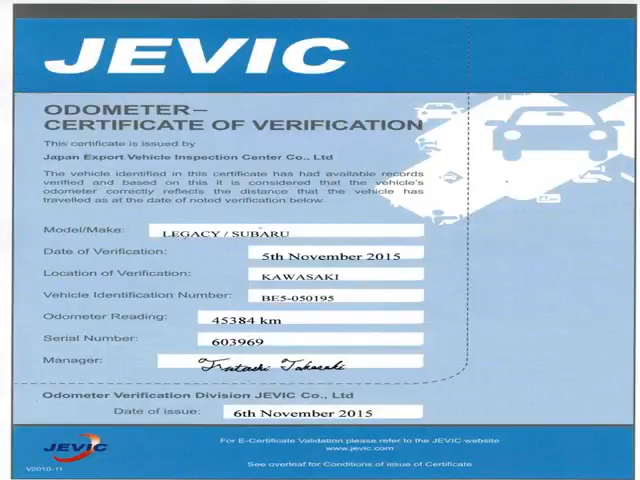 JEVIC
ODOMETER–
CERTIFICATE OF VERIFICATION
This certificate is issued by
Japan Export Vehicle Inspection Center Co., Ltd
The vehicle identified in this certificate has had available records
verified and based on this it is considered that the vehicle's
odometer correctly reflects the distance that the vehicle has
travelled as at the date of noted verification below.
Model/Make: LEGACY / SUBARU
Date of Verification: 5th November 2015
Location of Verification: KAWASAKI
Vehicle Identification Number: BE5-050195
Odometer Reading: 45384 km
Serial Number: 603969
Manager:
Odometer Verification Division JEVIC Co., Ltd
Date of issue: 6th November 2015
JEVIC
For E-Certificate Validation please refer to the JEVIC website
www.jevic.com
See overleaf for Conditions of issue of Certificate
V2010-11